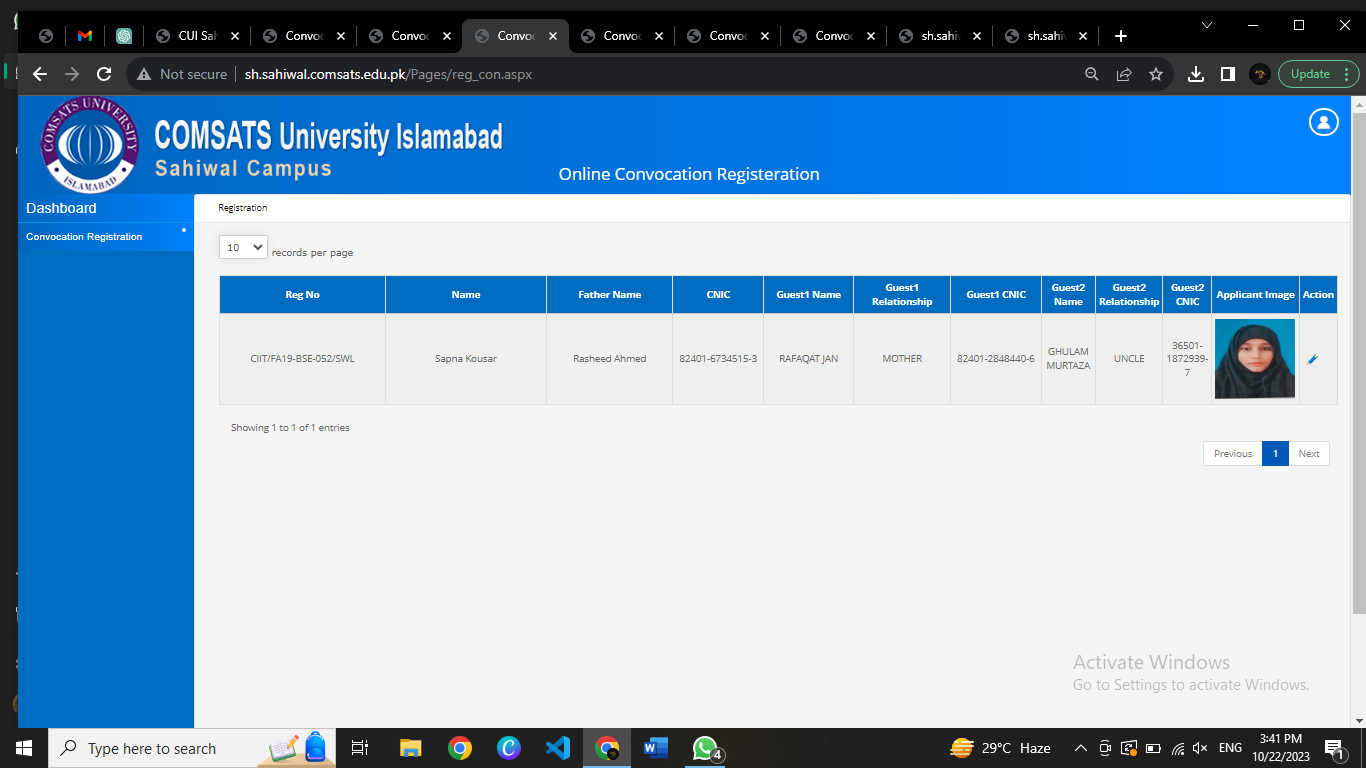 CUI Sah
Convoc
Convoc
Convoc
Convoc
Convoc
Convoc
sh.sahiw
sh.sahiw
Not secure
sh.sahiwal.comsats.edu.pk/Pages/reg_con.aspx
Update
COMSATS UNIVERSITY
ISLAMABAD
COMSATS University Islamabad
Sahiwal Campus
Online Convocation Registeration
Dashboard
Convocation Registration
Registration
10 records per page
Reg No Name Father Name CNIC Guest1 Name Guest1 Relationship Guest1 CNIC Guest2 Name Guest2 Relationship Guest2 CNIC Applicant Image Action
CIIT/FA19-BSE-052/SWL Sapna Kousar Rasheed Ahmed 82401-6734515-3 RAFAQAT JAN MOTHER 82401-2848440-6 GHULAM MURTAZA UNCLE 36501-1872939-7
Showing 1 to 1 of 1 entries
Previous 1 Next
Activate Windows
Go to Settings to activate Windows.
Type here to search
4
29°C Haze
ENG
3:41 PM
10/22/2023
1